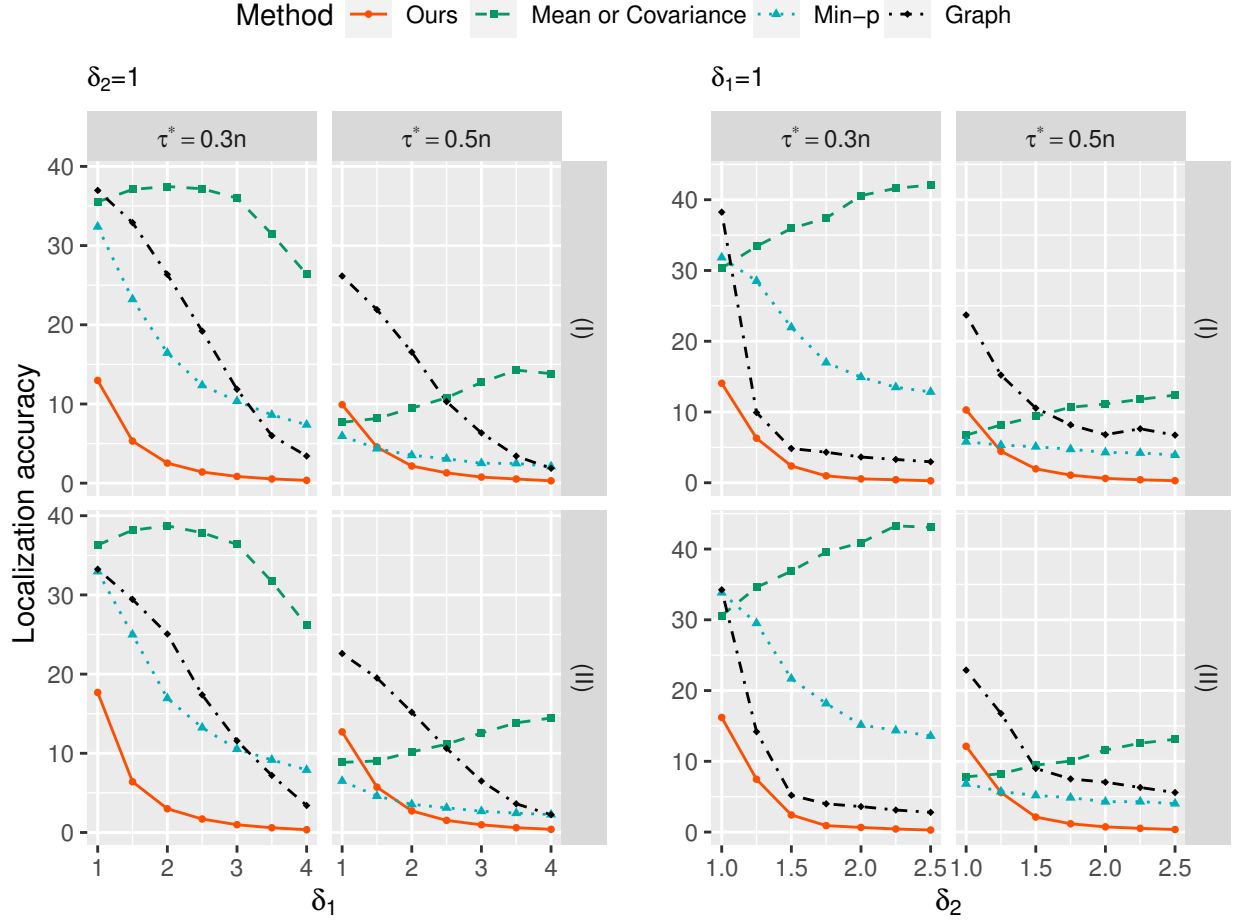 Method Ours Mean or Covariance Min−p Graph
δ2=1
δ1=1
τ* = 0.3n
τ* = 0.5n
τ* = 0.3n
τ* = 0.5n
Localization accuracy
40
30
20
10
0
(I)
40
30
20
10
0
(II)
1 2 3 4
1 2 3 4
δ1
40
30
20
10
0
(I)
40
30
20
10
0
(II)
1.0 1.5 2.0 2.5
1.0 1.5 2.0 2.5
δ2